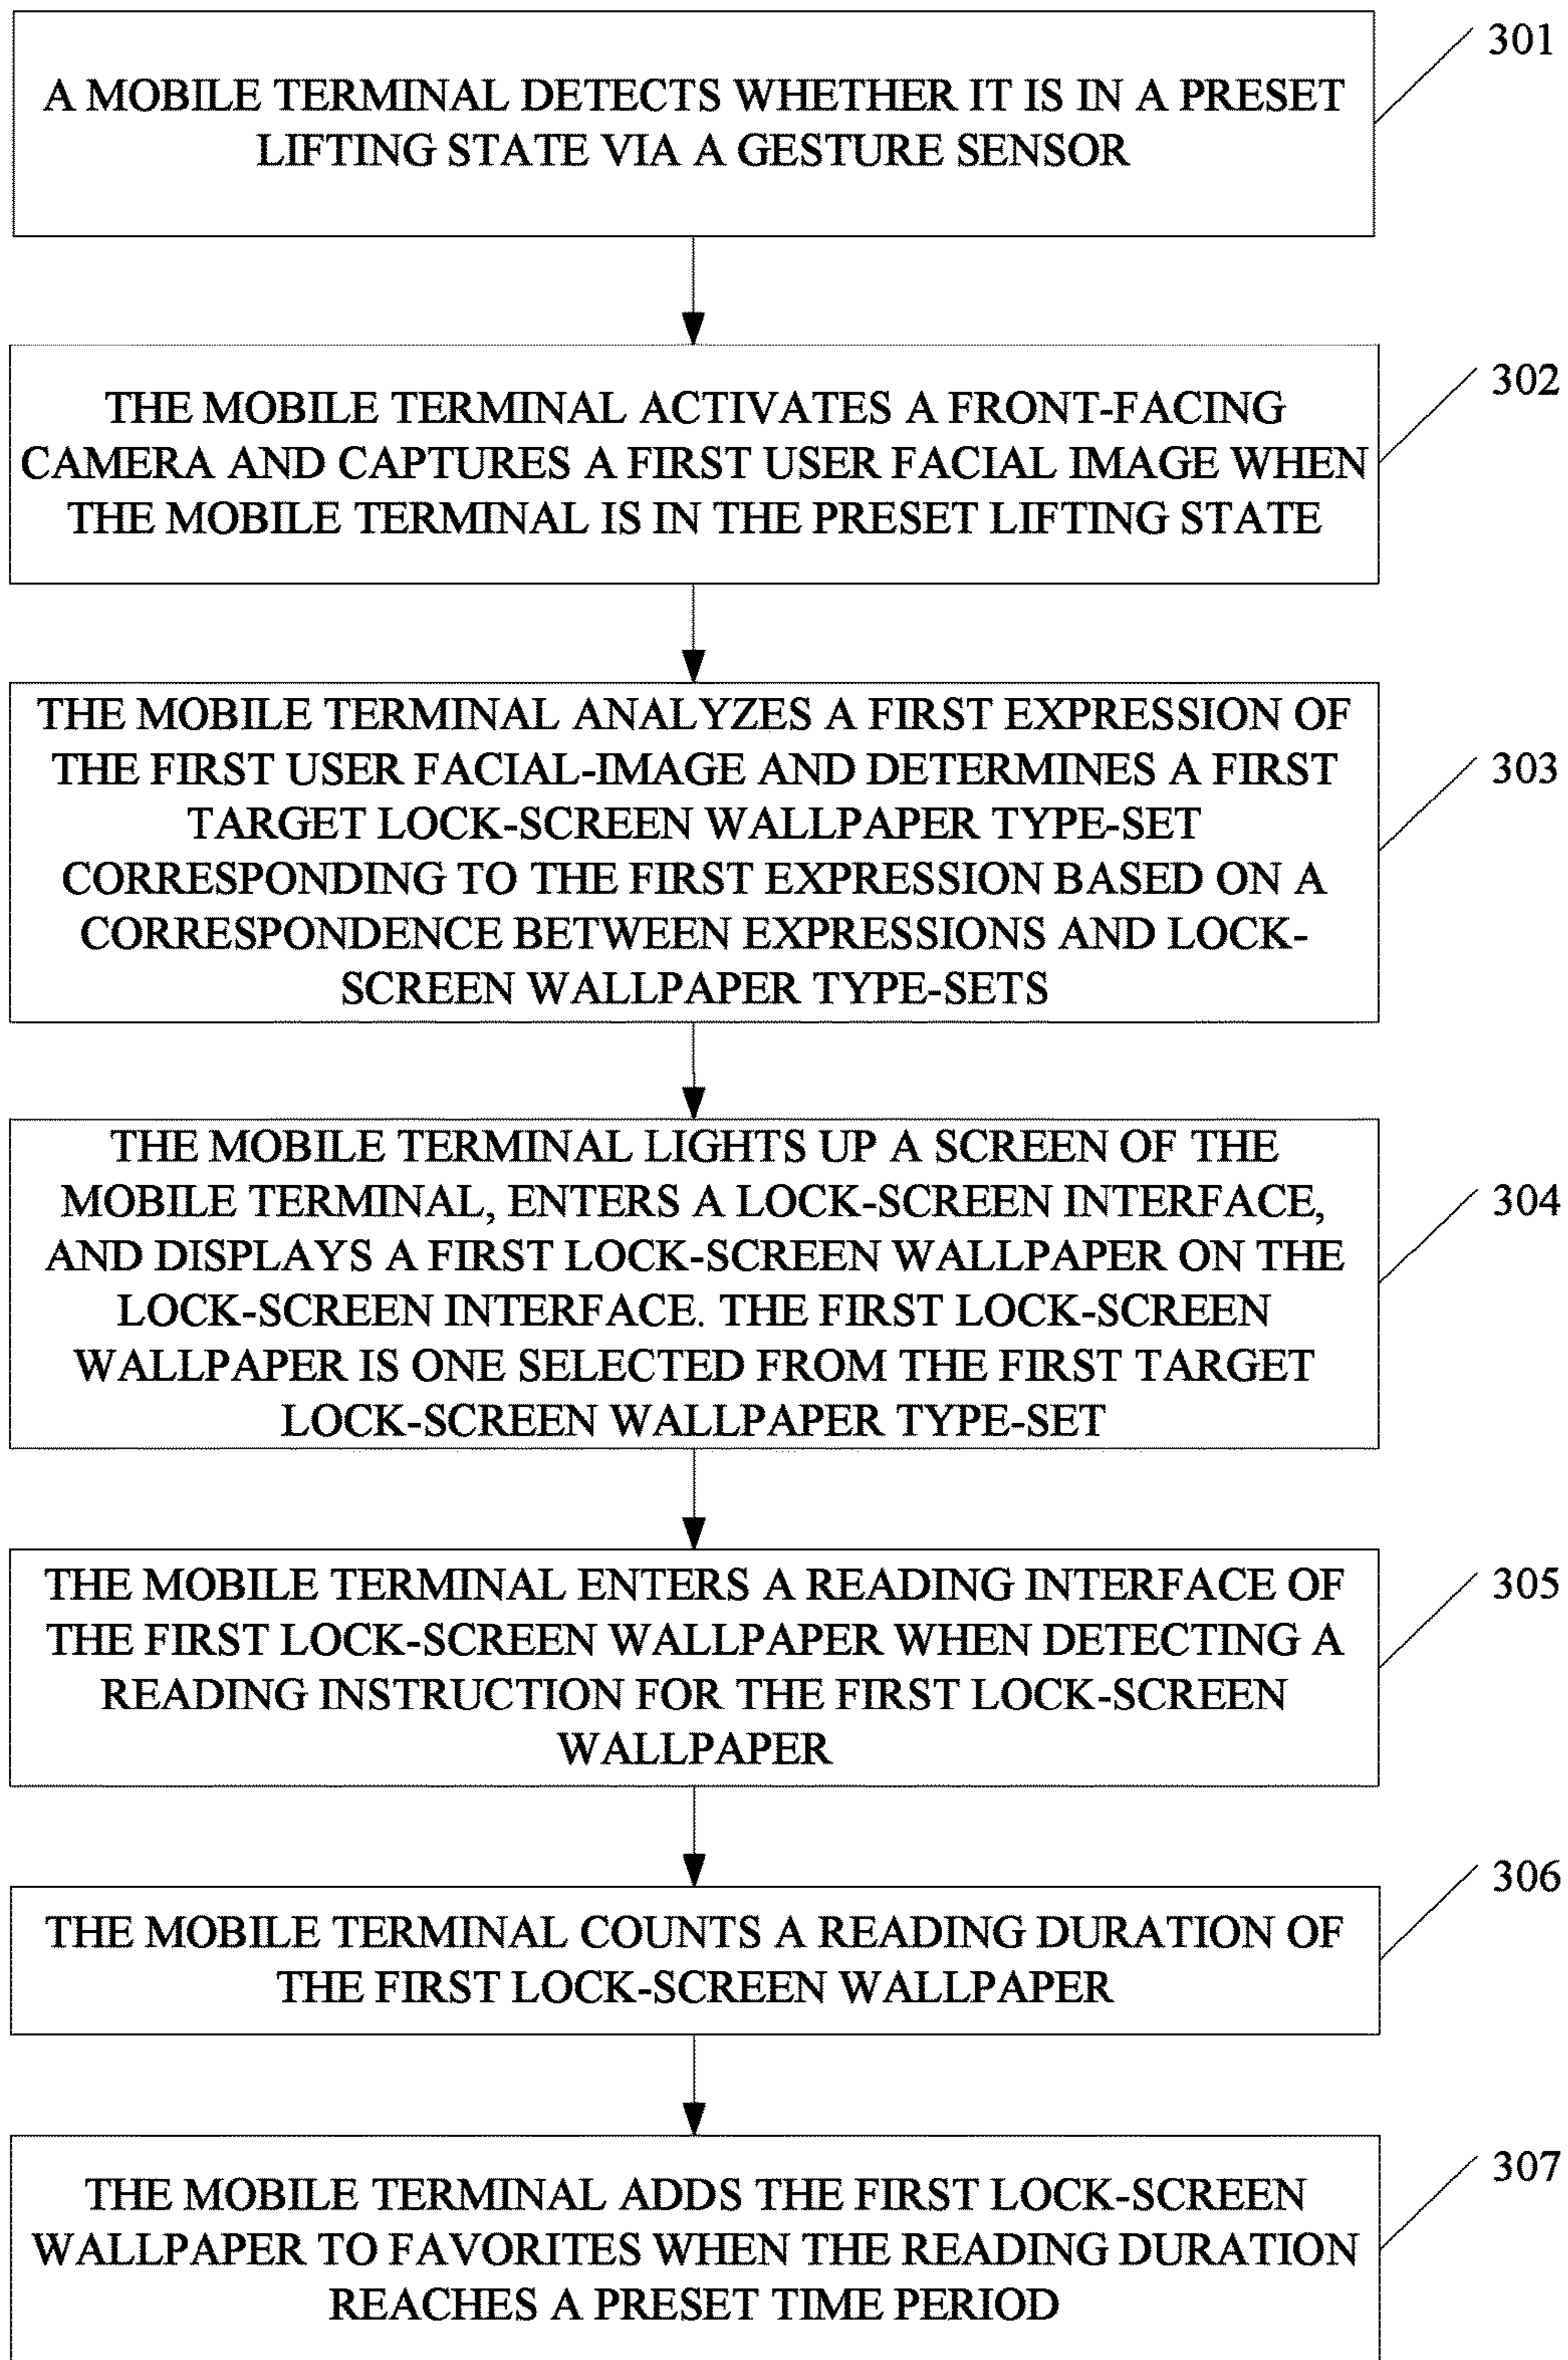 301
A MOBILE TERMINAL DETECTS WHETHER IT IS IN A PRESET
LIFTING STATE VIA A GESTURE SENSOR
302
THE MOBILE TERMINAL ACTIVATES A FRONT-FACING
CAMERA AND CAPTURES A FIRST USER FACIAL IMAGE WHEN
THE MOBILE TERMINAL IS IN THE PRESET LIFTING STATE
303
THE MOBILE TERMINAL ANALYZES A FIRST EXPRESSION OF
THE FIRST USER FACIAL-IMAGE AND DETERMINES A FIRST
TARGET LOCK-SCREEN WALLPAPER TYPE-SET
CORRESPONDING TO THE FIRST EXPRESSION BASED ON A
CORRESPONDENCE BETWEEN EXPRESSIONS AND LOCK-
SCREEN WALLPAPER TYPE-SETS
304
THE MOBILE TERMINAL LIGHTS UP A SCREEN OF THE
MOBILE TERMINAL, ENTERS A LOCK-SCREEN INTERFACE,
AND DISPLAYS A FIRST LOCK-SCREEN WALLPAPER ON THE
LOCK-SCREEN INTERFACE. THE FIRST LOCK-SCREEN
WALLPAPER IS ONE SELECTED FROM THE FIRST TARGET
LOCK-SCREEN WALLPAPER TYPE-SET
305
THE MOBILE TERMINAL ENTERS A READING INTERFACE OF
THE FIRST LOCK-SCREEN WALLPAPER WHEN DETECTING A
READING INSTRUCTION FOR THE FIRST LOCK-SCREEN
WALLPAPER
306
THE MOBILE TERMINAL COUNTS A READING DURATION OF
THE FIRST LOCK-SCREEN WALLPAPER
307
THE MOBILE TERMINAL ADDS THE FIRST LOCK-SCREEN
WALLPAPER TO FAVORITES WHEN THE READING DURATION
REACHES A PRESET TIME PERIOD